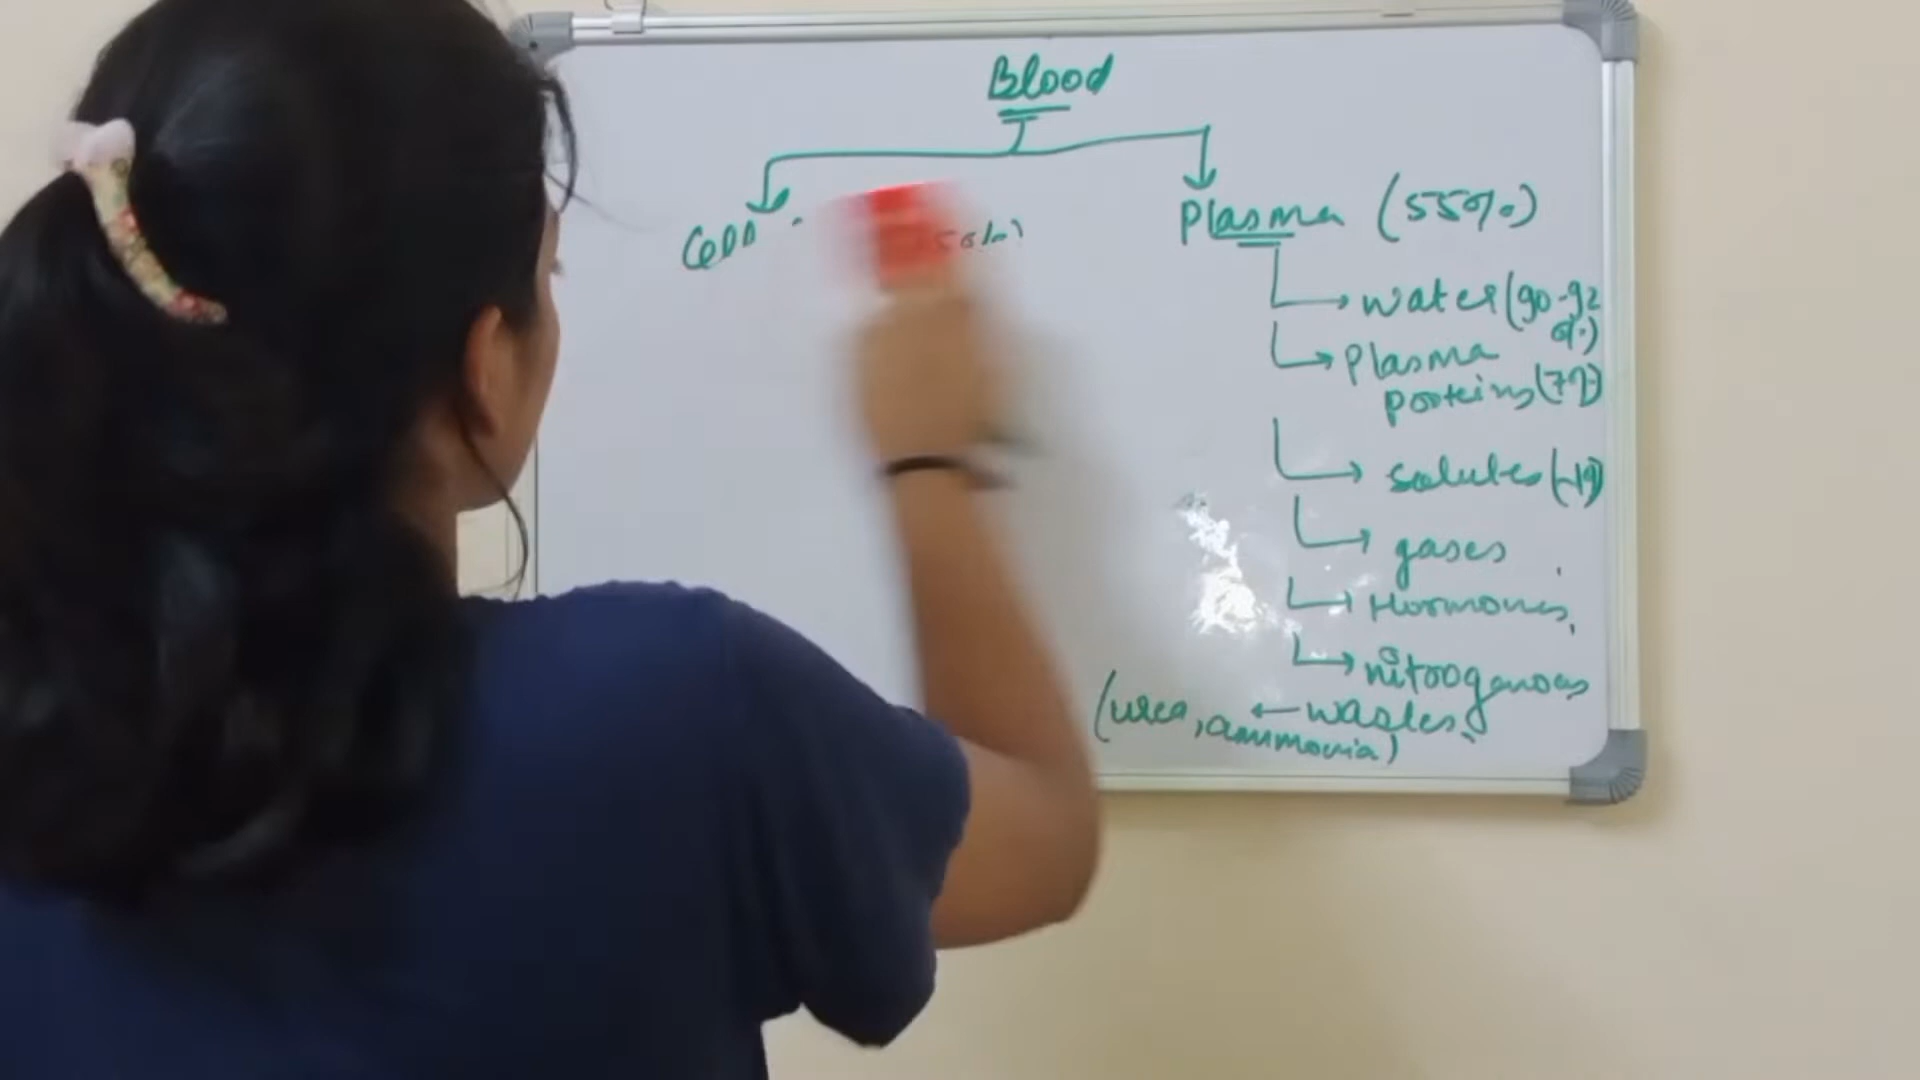 Blood
Plasma (55%)
water (90-92
%)
Plasma
proteins (7%)
solutes (~1%)
gases
Hormones,
nitrogenous
wastes,
(urea, ammonia)